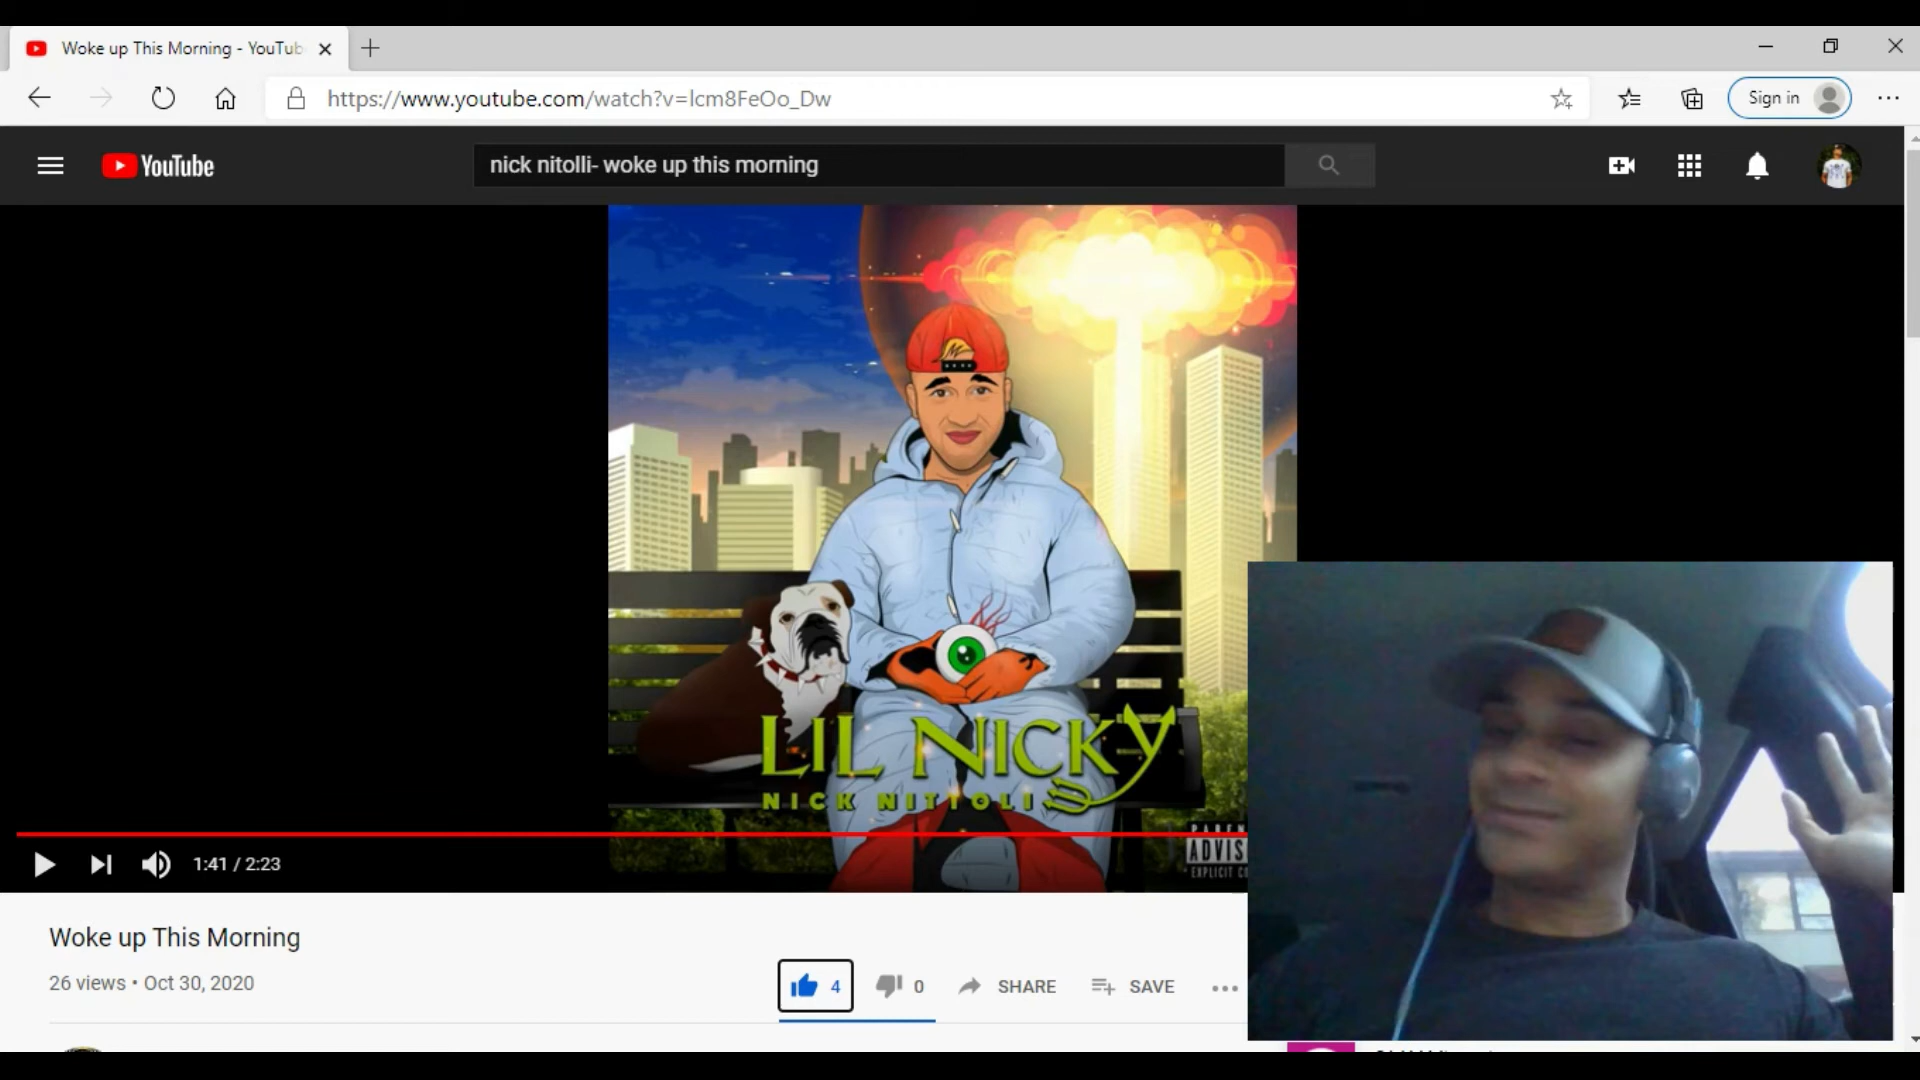 Woke up This Morning - YouTub
https://www.youtube.com/watch?v=lcm8FeOo_Dw
Sign in
YouTube
nick nitolli- woke up this morning
LIL NICKY
NICK NITTOLI
ADVIS
EXPLICIT CO
1:41 / 2:23
Woke up This Morning
26 views • Oct 30, 2020
4
0
SHARE
SAVE